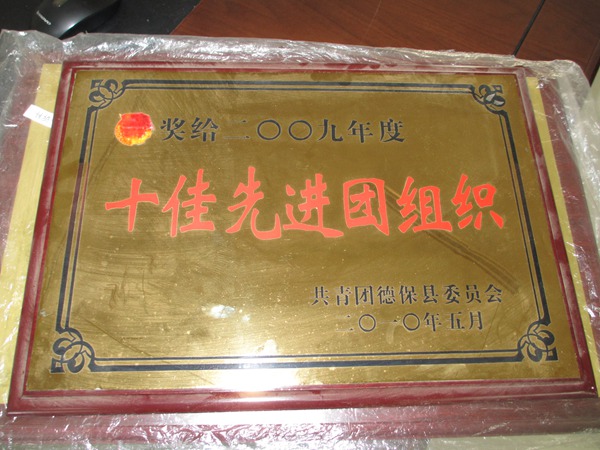 奖给二〇〇九年度
十佳先进团组织
共青团德保县委员会
二〇一〇年五月